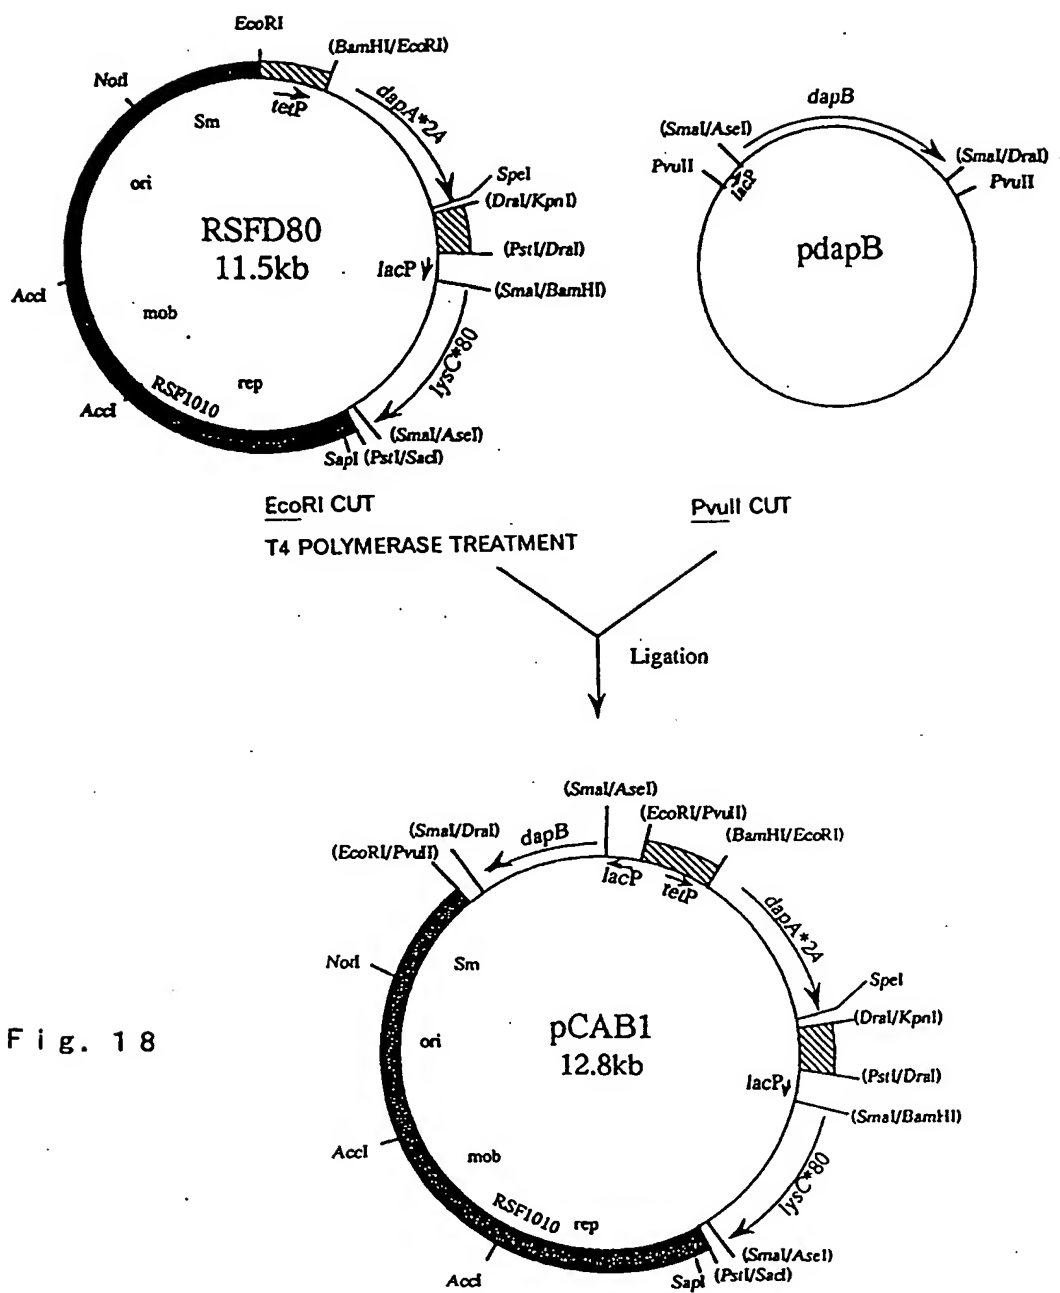 EcoRI
(BamHI/EcoRI)
NotI
tetP
dapA*24
Sm
SpeI
(DraI/KpnI)
ori
RSFD80
11.5kb
(PstI/DraI)
lacP
(SmaI/BamHI)
AccI
mob
lysC*80
rep
RSF1010
AccI
(SmaI/AseI)
SapI (PstI/SacI)
dapB
(SmaI/AseI)
(SmaI/DraI)
PvuII
PvuII
lacP
pdapB
EcoRI CUT
PvuII CUT
T4 POLYMERASE TREATMENT
Ligation
(SmaI/AseI)
(EcoRI/PvuII)
(SmaI/DraI)
dapB
(BamHI/EcoRI)
(EcoRI/PvuII)
lacP
tetP
dapA*24
NotI
Sm
SpeI
(DraI/KpnI)
Fig. 18
ori
pCAB1
12.8kb
(PstI/DraI)
lacP
(SmaI/BamHI)
AccI
mob
lysC*80
RSF1010
rep
(SmaI/AseI)
AccI
SapI (PstI/SacI)